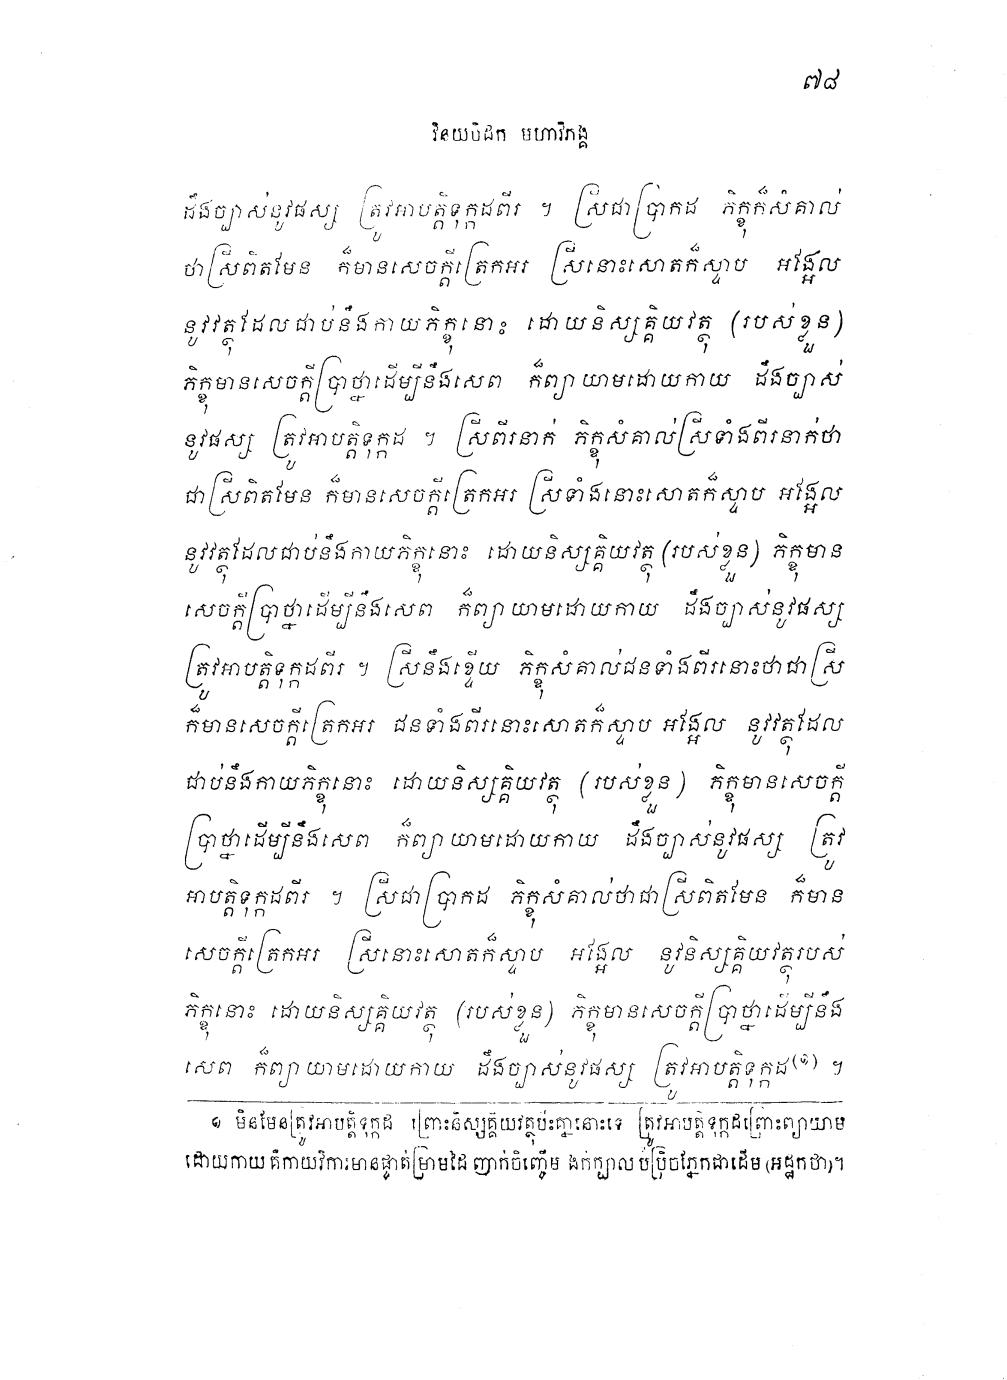 ៧៨
វិនយបិដក មហាវិភង្គ
ដឹងច្បាស់នូវផស្ស ត្រូវអាបត្តិទុក្កដពីរ ។ ស្រីជាប្រាកដ ភិក្ខុក៏សំគាល់
ថាស្រីពិតមែន ក៏មានសេចក្តីត្រេកអរ ស្រីនោះសោតក៏ស្ទាប អង្អែល
នូវវត្ថុដែលជាប់នឹងកាយភិក្ខុនោះ ដោយនិស្សគ្គិយវត្ថុ (របស់ខ្លួន)
ភិក្ខុមានសេចក្តីប្រាថ្នាដើម្បីនឹងសេព ក៏ព្យាយាមដោយកាយ ដឹងច្បាស់
នូវផស្ស ត្រូវអាបត្តិទុក្កដ ។ ស្រីពីរនាក់ ភិក្ខុសំគាល់ស្រីទាំងពីរនាក់ថា
ជាស្រីពិតមែន ក៏មានសេចក្តីត្រេកអរ ស្រីទាំងនោះសោតក៏ស្ទាប អង្អែល
នូវវត្ថុដែលជាប់នឹងកាយភិក្ខុនោះ ដោយនិស្សគ្គិយវត្ថុ (របស់ខ្លួន) ភិក្ខុមាន
សេចក្តីប្រាថ្នាដើម្បីនឹងសេព ក៏ព្យាយាមដោយកាយ ដឹងច្បាស់នូវផស្ស
ត្រូវអាបត្តិទុក្កដពីរ ។ ស្រីនឹងខ្ទើយ ភិក្ខុសំគាល់ជនទាំងពីរនោះថាជាស្រី
ក៏មានសេចក្តីត្រេកអរ ជនទាំងពីរនោះសោតក៏ស្ទាប អង្អែល នូវវត្ថុដែល
ជាប់នឹងកាយភិក្ខុនោះ ដោយនិស្សគ្គិយវត្ថុ (របស់ខ្លួន) ភិក្ខុមានសេចក្តី
ប្រាថ្នាដើម្បីនឹងសេព ក៏ព្យាយាមដោយកាយ ដឹងច្បាស់នូវផស្ស ត្រូវ
អាបត្តិទុក្កដពីរ ។ ស្រីជាប្រាកដ ភិក្ខុសំគាល់ថាជាស្រីពិតមែន ក៏មាន
សេចក្តីត្រេកអរ ស្រីនោះសោតក៏ស្ទាប អង្អែល នូវនិស្សគ្គិយវត្ថុរបស់
ភិក្ខុនោះ ដោយនិស្សគ្គិយវត្ថុ (របស់ខ្លួន) ភិក្ខុមានសេចក្តីប្រាថ្នាដើម្បីនឹង
សេព ក៏ព្យាយាមដោយកាយ ដឹងច្បាស់នូវផស្ស ត្រូវអាបត្តិទុក្កដ(១) ។
១ មិនមែនត្រូវអាបត្តិទុក្កដ ព្រោះនិស្សគ្គិយវត្ថុប៉ះគ្នានោះទេ ត្រូវអាបត្តិទុក្កដព្រោះព្យាយាម
ដោយកាយ គឺកាយវិការមានផ្ទាត់ម្រាមដៃ ញាក់ចិញ្ចើម ងក់ក្បាល ប៉ប្រិចភ្នែកជាដើម (អដ្ឋកថា)។